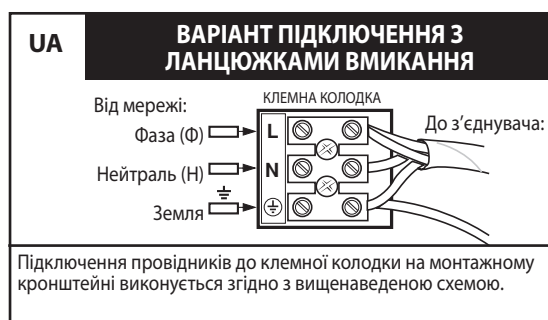 UA
ВАРІАНТ ПІДКЛЮЧЕННЯ З
ЛАНЦЮЖКАМИ ВМИКАННЯ
Від мережі:
КЛЕМНА КОЛОДКА
Фаза (Ф)
L
До з’єднувача:
Нейтраль (Н)
N
Земля
Підключення провідників до клемної колодки на монтажному
кронштейні виконується згідно з вищенаведеною схемою.